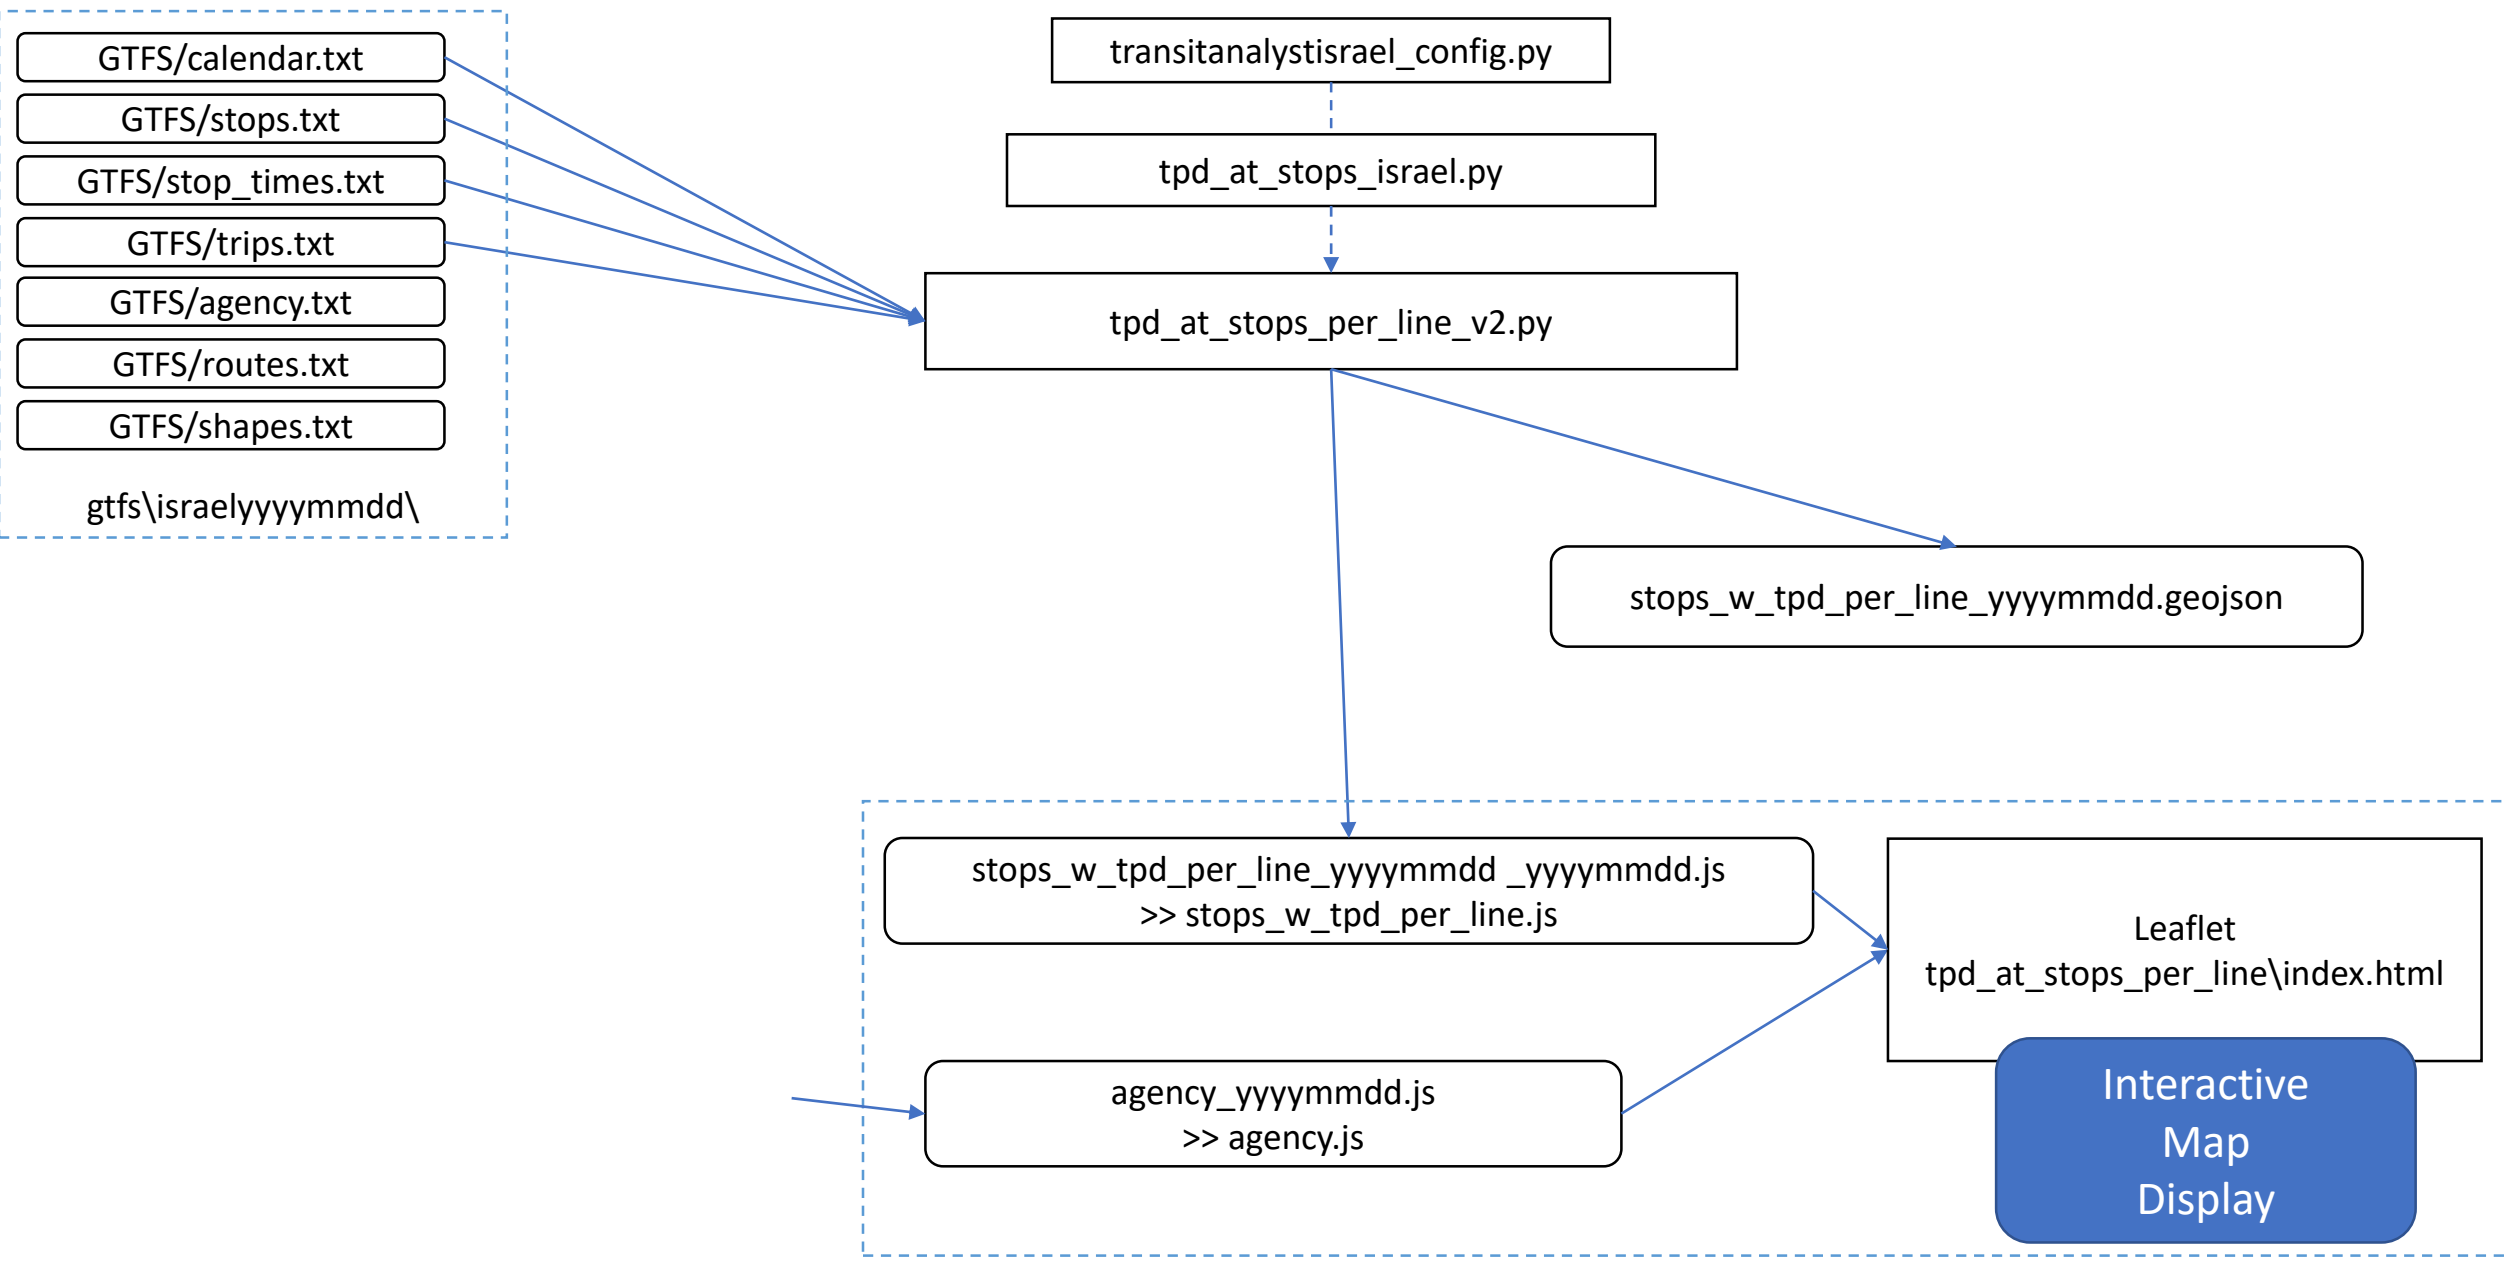 GTFS/calendar.txt
GTFS/stops.txt
GTFS/stop_times.txt
GTFS/trips.txt
GTFS/agency.txt
GTFS/routes.txt
GTFS/shapes.txt
gtfs\israelyyyymmdd\
transitanalystisrael_config.py
tpd_at_stops_israel.py
tpd_at_stops_per_line_v2.py
stops_w_tpd_per_line_yyyymmdd.geojson
stops_w_tpd_per_line_yyyymmdd _yyyymmdd.js
>> stops_w_tpd_per_line.js
agency_yyyymmdd.js
>> agency.js
Leaflet
tpd_at_stops_per_line\index.html
Interactive
Map
Display